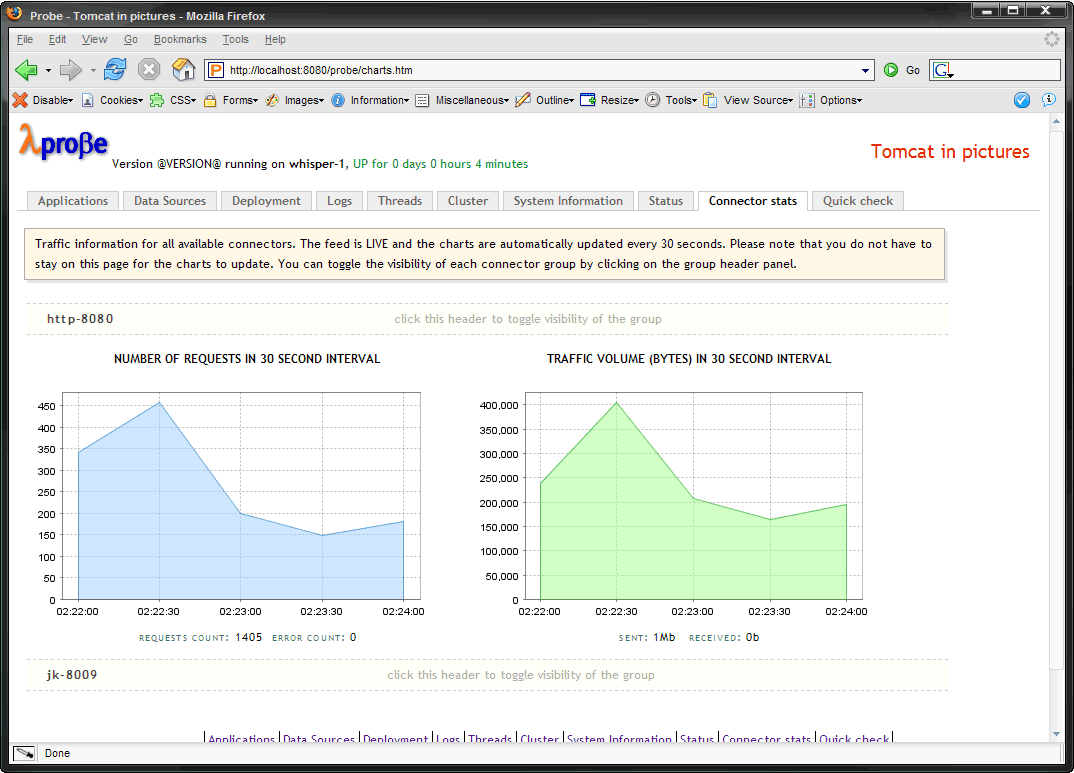 Probe - Tomcat in pictures - Mozilla Firefox
File Edit View Go Bookmarks Tools Help
http://localhost:8080/probe/charts.htm Go G
Disable Cookies CSS Forms Images Information Miscellaneous Outline Resize Tools View Source Options
λproβe
Version @VERSION@ running on whisper-1, UP for 0 days 0 hours 4 minutes
Tomcat in pictures
Applications Data Sources Deployment Logs Threads Cluster System Information Status Connector stats Quick check
Traffic information for all available connectors. The feed is LIVE and the charts are automatically updated every 30 seconds. Please note that you do not have to
stay on this page for the charts to update. You can toggle the visibility of each connector group by clicking on the group header panel.
http-8080 click this header to toggle visibility of the group
NUMBER OF REQUESTS IN 30 SECOND INTERVAL
450
400
350
300
250
200
150
100
50
0
02:22:00 02:22:30 02:23:00 02:23:30 02:24:00
REQUESTS COUNT: 1405 ERROR COUNT: 0
TRAFFIC VOLUME (BYTES) IN 30 SECOND INTERVAL
400,000
350,000
300,000
250,000
200,000
150,000
100,000
50,000
0
02:22:00 02:22:30 02:23:00 02:23:30 02:24:00
SENT: 1Mb RECEIVED: 0b
jk-8009 click this header to toggle visibility of the group
Applications Data Sources Deployment Logs Threads Cluster System Information Status Connector stats Quick check
Done